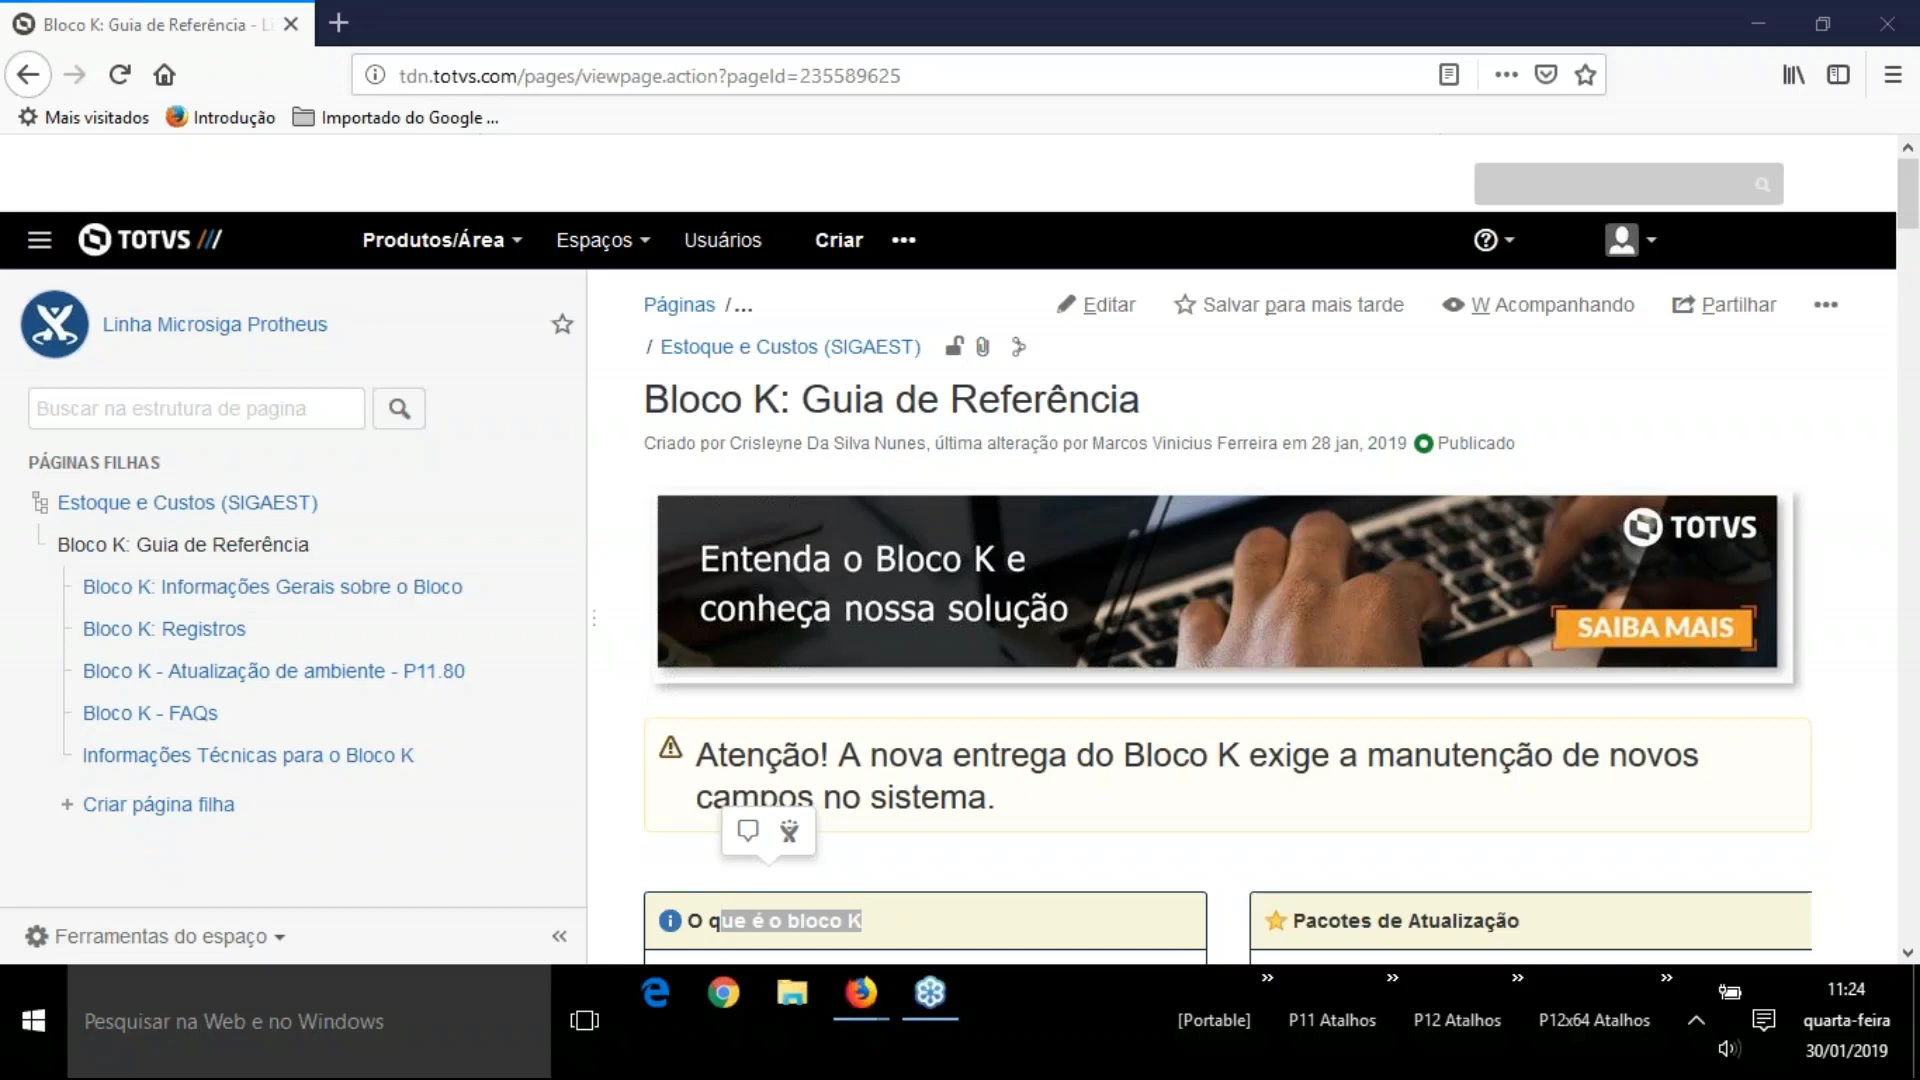 Bloco K: Guia de Referência - Li
tdn.totvs.com/pages/viewpage.action?pageId=235589625
Mais visitados
Introdução
Importado do Google ...
TOTVS
Produtos/Área
Espaços
Usuários
Criar
Linha Microsiga Protheus
Buscar na estrutura de pagina
PÁGINAS FILHAS
Estoque e Custos (SIGAEST)
Bloco K: Guia de Referência
Bloco K: Informações Gerais sobre o Bloco
Bloco K: Registros
Bloco K - Atualização de ambiente - P11.80
Bloco K - FAQs
Informações Técnicas para o Bloco K
+ Criar página filha
Ferramentas do espaço
Páginas /...
Editar
Salvar para mais tarde
W Acompanhando
Partilhar
/ Estoque e Custos (SIGAEST)
Bloco K: Guia de Referência
Criado por Crisleyne Da Silva Nunes, última alteração por Marcos Vinicius Ferreira em 28 jan, 2019 Publicado
Entenda o Bloco K e
conheça nossa solução
TOTVS
SAIBA MAIS
Atenção! A nova entrega do Bloco K exige a manutenção de novos
campos no sistema.
O que é o bloco K
Pacotes de Atualização
Pesquisar na Web e no Windows
[Portable]
P11 Atalhos
P12 Atalhos
P12x64 Atalhos
11:24
quarta-feira
30/01/2019